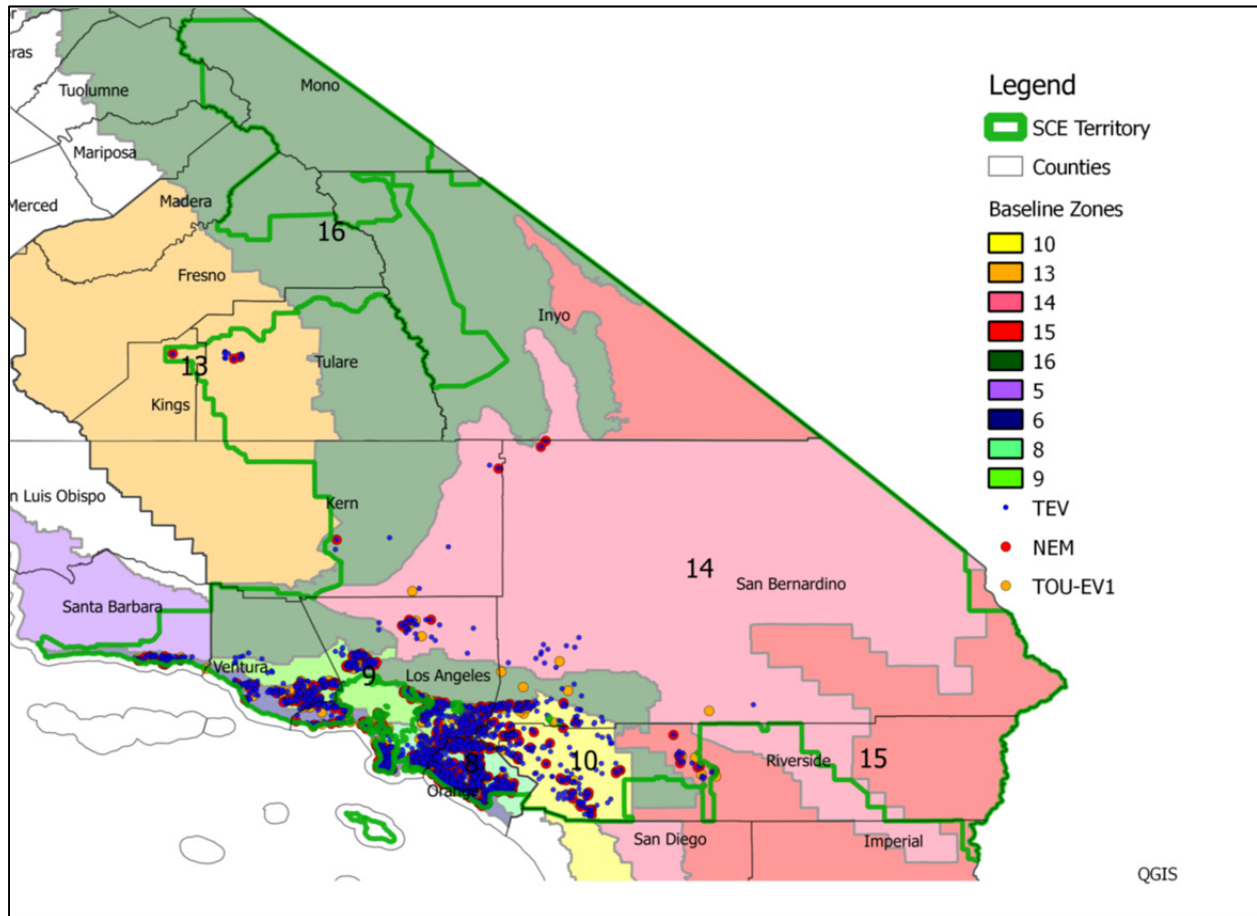 eras
Mono
Tuolumne
Mariposa
Merced
Madera
16
Fresno
Inyo
13
Tulare
Kings
n Luis Obispo
Kern
14
San Bernardino
Santa Barbara
Ventura
9
Los Angeles
8
10
Riverside
15
Orange
San Diego
Imperial
Legend
SCE Territory
Counties
Baseline Zones
10
13
14
15
16
5
6
8
9
TEV
NEM
TOU-EV1
QGIS